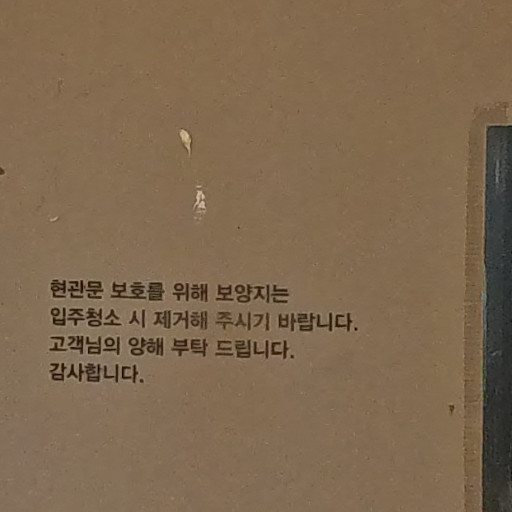 현관문 보호를 위해 보양지는
입주청소 시 제거해 주시기 바랍니다.
고객님의 양해 부탁 드립니다.
감사합니다.